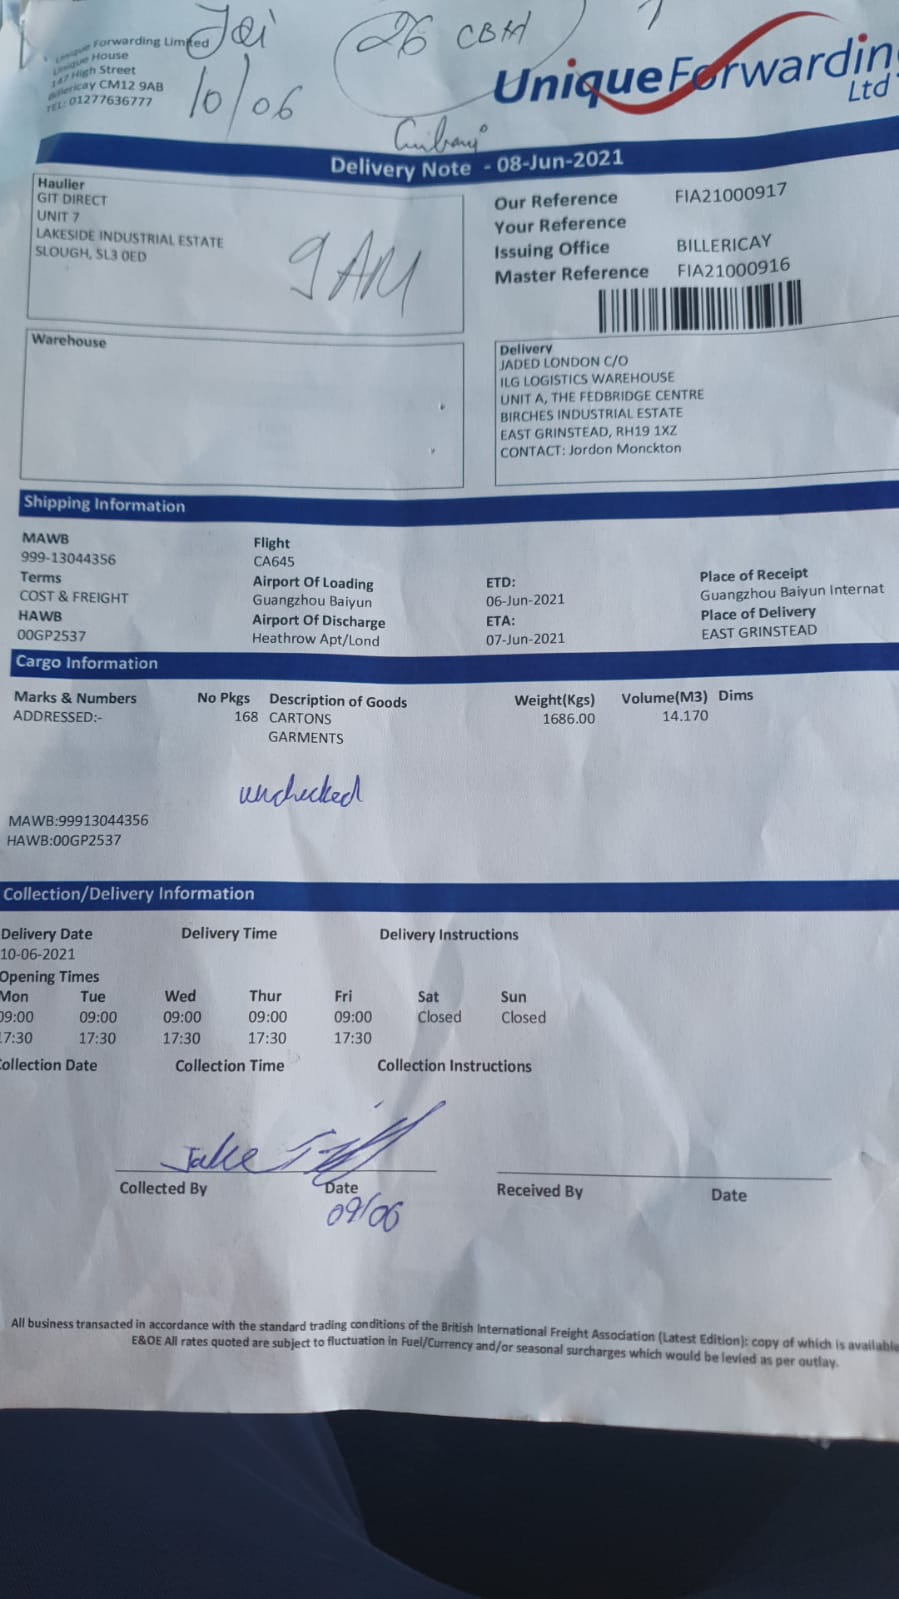 Jai
26 CBM
10/06
Unique Forwarding Limited
Unique House
147 High Street
Billericay CM12 9AB
TEL: 01277636777
UniqueForwarding
Ltd
Delivery Note - 08-Jun-2021
Haulier
GIT DIRECT
UNIT 7
LAKESIDE INDUSTRIAL ESTATE
SLOUGH, SL3 0ED
9AM
Our Reference FIA21000917
Your Reference
Issuing Office BILLERICAY
Master Reference FIA21000916
Warehouse
Delivery
JADED LONDON C/O
ILG LOGISTICS WAREHOUSE
UNIT A, THE FEDBRIDGE CENTRE
BIRCHES INDUSTRIAL ESTATE
EAST GRINSTEAD, RH19 1XZ
CONTACT: Jordon Monckton
Shipping Information
MAWB Flight
999-13044356 CA645
Terms Airport Of Loading ETD: Place of Receipt
COST & FREIGHT Guangzhou Baiyun 06-Jun-2021 Guangzhou Baiyun Internat
HAWB Airport Of Discharge ETA: Place of Delivery
00GP2537 Heathrow Apt/Lond 07-Jun-2021 EAST GRINSTEAD
Cargo Information
Marks & Numbers No Pkgs Description of Goods Weight(Kgs) Volume(M3) Dims
ADDRESSED:- 168 CARTONS 1686.00 14.170
GARMENTS
unchecked
MAWB:99913044356
HAWB:00GP2537
Collection/Delivery Information
Delivery Date Delivery Time Delivery Instructions
10-06-2021
Opening Times
Mon Tue Wed Thur Fri Sat Sun
09:00 09:00 09:00 09:00 09:00 Closed Closed
17:30 17:30 17:30 17:30 17:30
Collection Date Collection Time Collection Instructions
Jake
Collected By Date Received By Date
09/06
All business transacted in accordance with the standard trading conditions of the British International Freight Association (Latest Edition): copy of which is available
E&OE All rates quoted are subject to fluctuation in Fuel/Currency and/or seasonal surcharges which would be levied as per outlay.